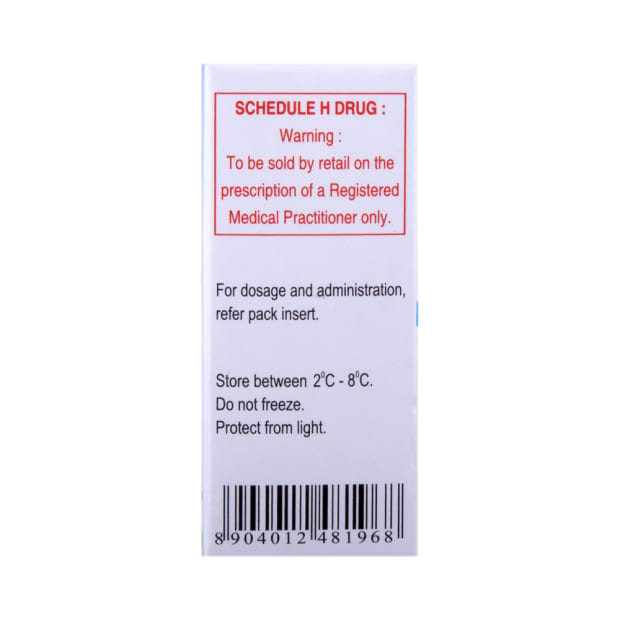 SCHEDULE H DRUG :
Warning :
To be sold by retail on the
prescription of a Registered
Medical Practitioner only.
For dosage and administration,
refer pack insert.
Store between 2°C - 8°C.
Do not freeze.
Protect from light.
8 904012 481968